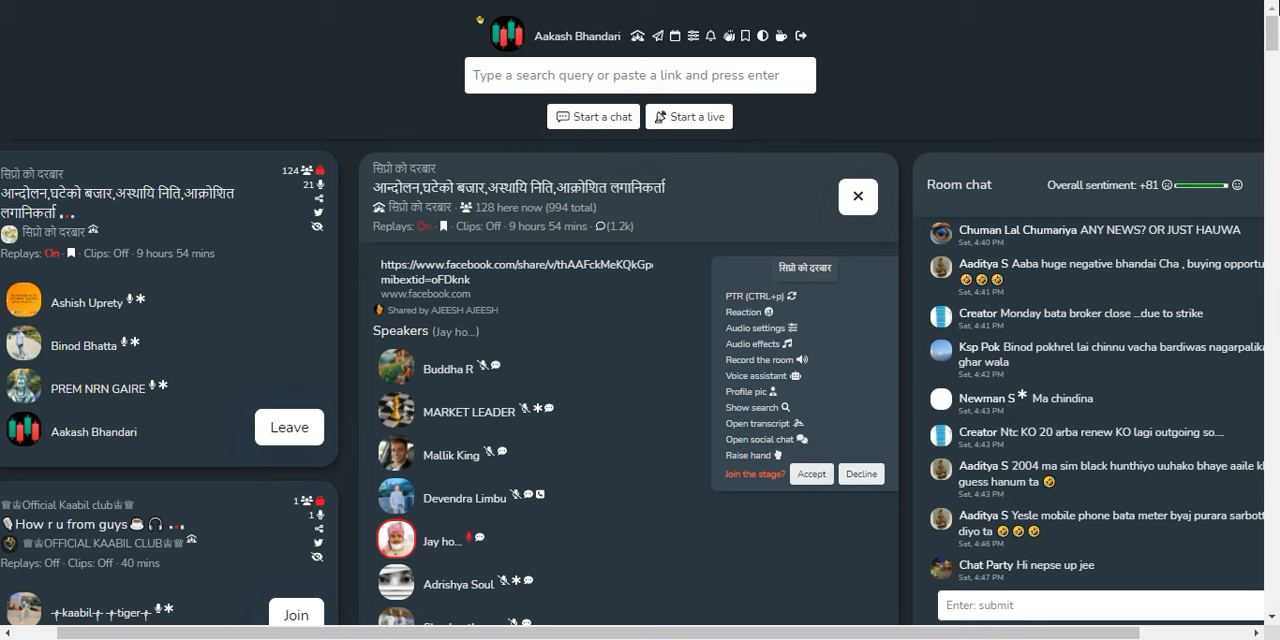 Aakash Bhandari
Type a search query or paste a link and press enter
Start a chat
Start a live
सिप्रो को दरबार
124
21
आन्दोलन,घटेको बजार,अस्थायि निति,आक्रोशित
लगानिकर्ता ...
सिप्रो को दरबार
Replays: On · Clips: Off · 9 hours 54 mins
Ashish Uprety
Binod Bhatta
PREM NRN GAIRE
Aakash Bhandari
Leave
♕♔Official Kaabil club♔♕
1
1
How r u from guys ...
♕♔OFFICIAL KAABIL CLUB♔♕
Replays: Off · Clips: Off · 40 mins
kaabil tiger
Join
सिप्रो को दरबार
आन्दोलन,घटेको बजार,अस्थायि निति,आक्रोशित लगानिकर्ता
सिप्रो को दरबार · 128 here now (994 total)
Replays: On · Clips: Off · 9 hours 54 mins · (1.2k)
https://www.facebook.com/share/v/thAAFckMeKQkGp
mibextid=oFDknk
www.facebook.com
Shared by AJEESH AJEESH
Speakers (Jay ho...)
Buddha R
MARKET LEADER
Mallik King
Devendra Limbu
Jay ho...
Adrishya Soul
सिप्रो को दरबार
PTR (CTRL+p)
Reaction
Audio settings
Audio effects
Record the room
Voice assistant
Profile pic
Show search
Open transcript
Open social chat
Raise hand
Join the stage? Accept Decline
Room chat
Overall sentiment: +81
Chuman Lal Chumariya ANY NEWS? OR JUST HAUWA
Sat, 4:40 PM
Aaditya S Aaba huge negative bhandai Cha , buying opportu
🤣🤣🤣
Sat, 4:41 PM
Creator Monday bata broker close ...due to strike
Sat, 4:41 PM
Ksp Pok Binod pokhrel lai chinnu vacha bardiwas nagarpalika
ghar wala
Sat, 4:42 PM
Newman S* Ma chindina
Sat, 4:43 PM
Creator Ntc KO 20 arba renew KO lagi outgoing so....
Sat, 4:43 PM
Aaditya S 2004 ma sim black hunthiyo uuhako bhaye aaile k
guess hanum ta 🤣
Sat, 4:43 PM
Aaditya S Yesle mobile phone bata meter byaj purara sarbott
diyo ta 🤣🤣🤣
Sat, 4:46 PM
Chat Party Hi nepse up jee
Sat, 4:47 PM
Enter: submit